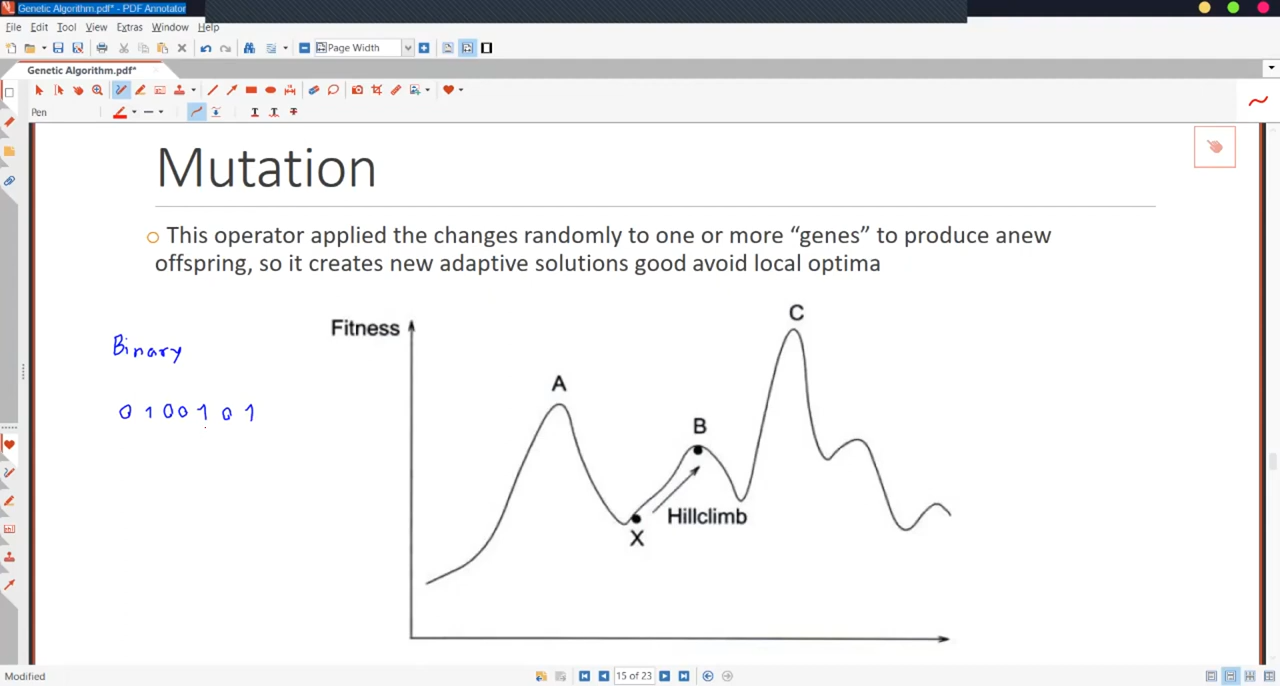 Genetic Algorithm.pdf* - PDF Annotator
File Edit Tool View Extras Window Help
Page Width
Genetic Algorithm.pdf*
Pen
Mutation
This operator applied the changes randomly to one or more “genes” to produce anew
offspring, so it creates new adaptive solutions good avoid local optima
Fitness
C
Binary
A
0 1 0 0 1 0 1
B
Hillclimb
X
15 of 23
Modified